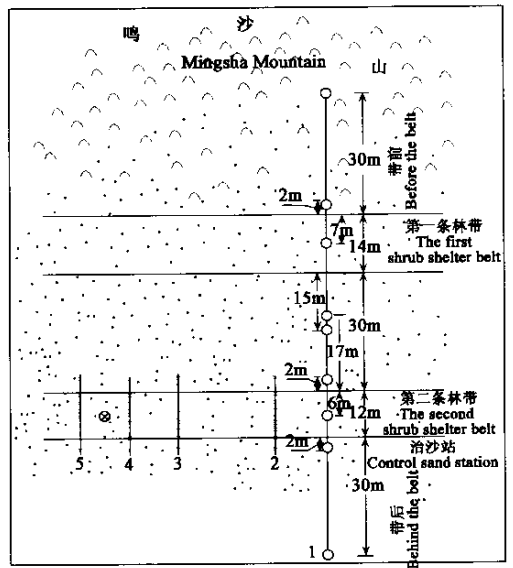 鸣 沙 山
Mingsha Mountain
30m
带前
Before the belt
2m
7m
14m
第一条林带
The first
shrub shelter belt
15m
30m
17m
2m
6m
12m
第二条林带
The second
shrub shelter belt
治沙站
Control sand station
2m
5 4 3 2
30m
带后
Behind the belt
1